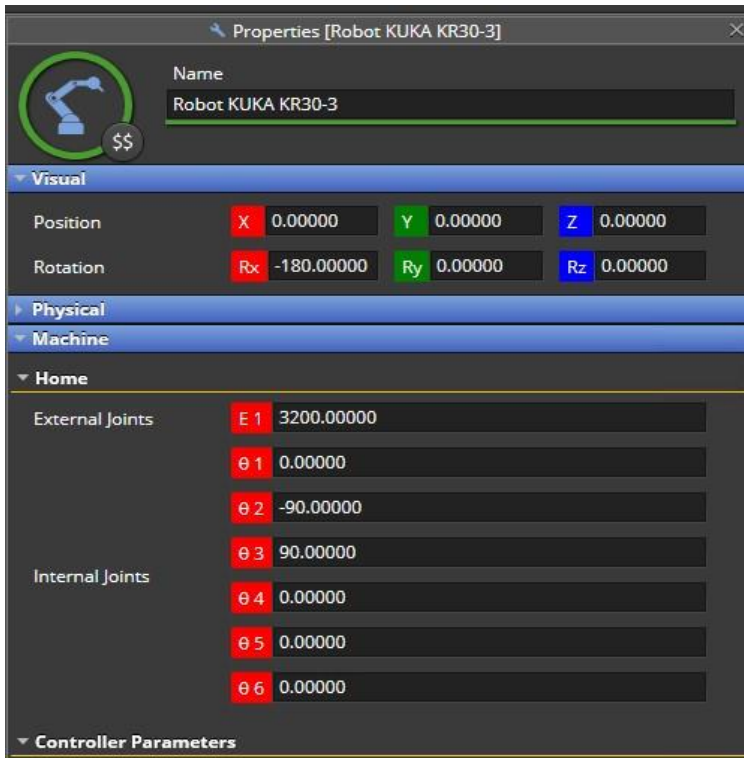 Properties [Robot KUKA KR30-3]
Name
Robot KUKA KR30-3
$$
Visual
Position X 0.00000 Y 0.00000 Z 0.00000
Rotation Rx -180.00000 Ry 0.00000 Rz 0.00000
Physical
Machine
Home
External Joints E 1 3200.00000
θ 1 0.00000
θ 2 -90.00000
θ 3 90.00000
Internal Joints
θ 4 0.00000
θ 5 0.00000
θ 6 0.00000
Controller Parameters